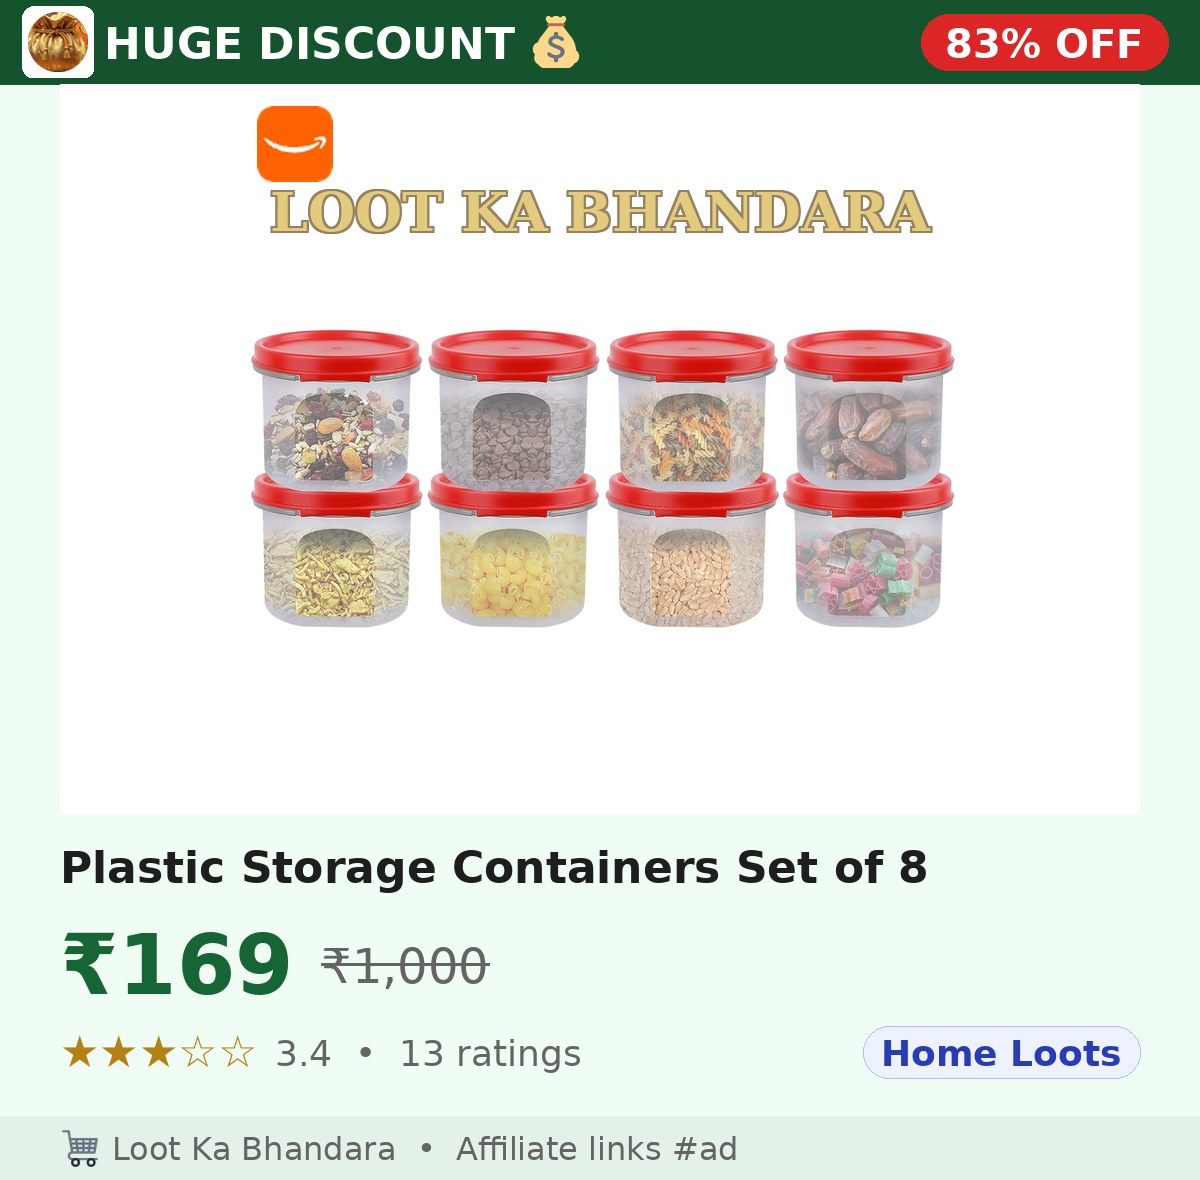 HUGE DISCOUNT 💰
83% OFF
LOOT KA BHANDARA
Plastic Storage Containers Set of 8
₹169 ₹1,000
★★★☆☆ 3.4 • 13 ratings
Home Loots
🛒 Loot Ka Bhandara • Affiliate links #ad